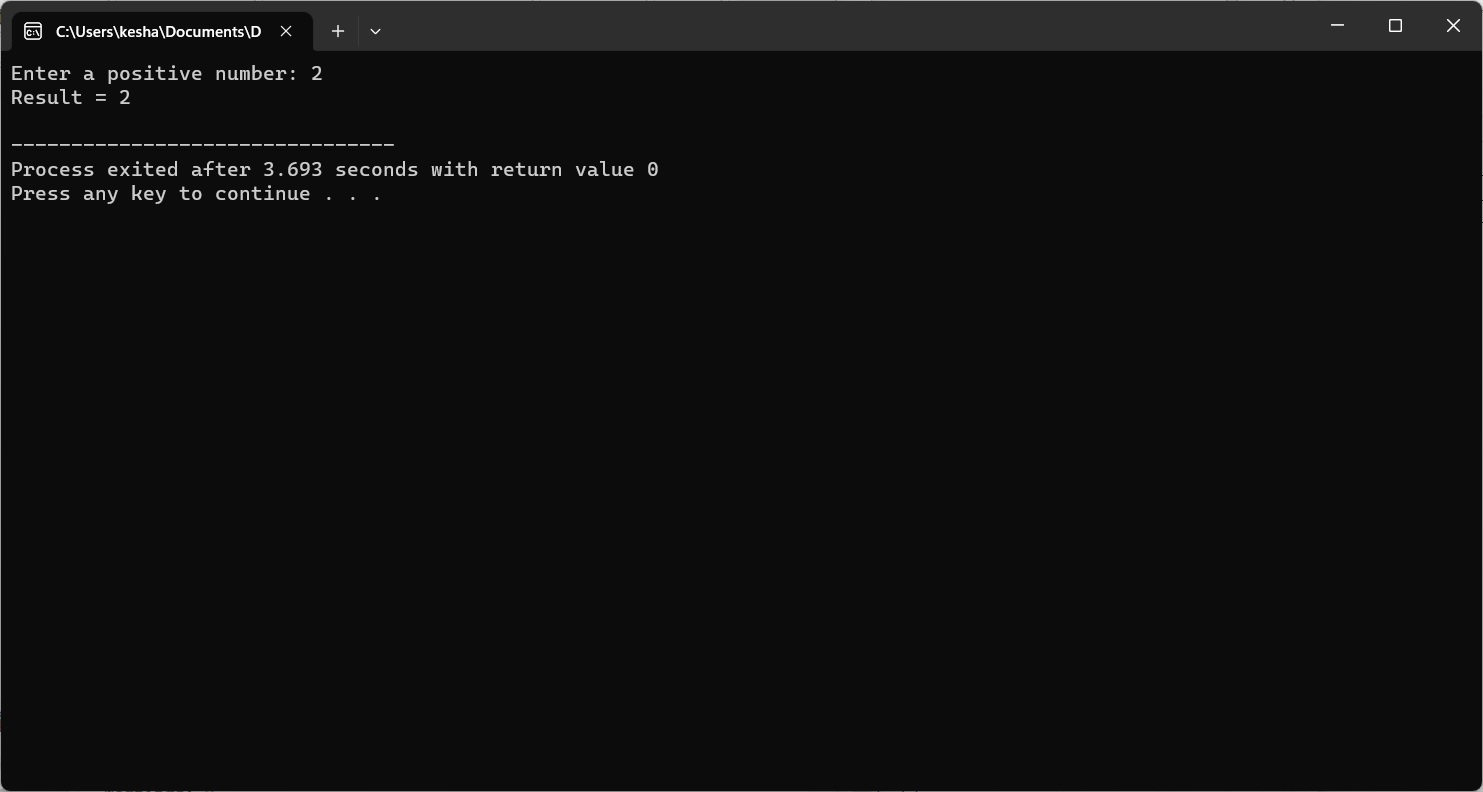 C:\Users\kesha\Documents\D
Enter a positive number: 2
Result = 2
--------------------------------
Process exited after 3.693 seconds with return value 0
Press any key to continue . . .